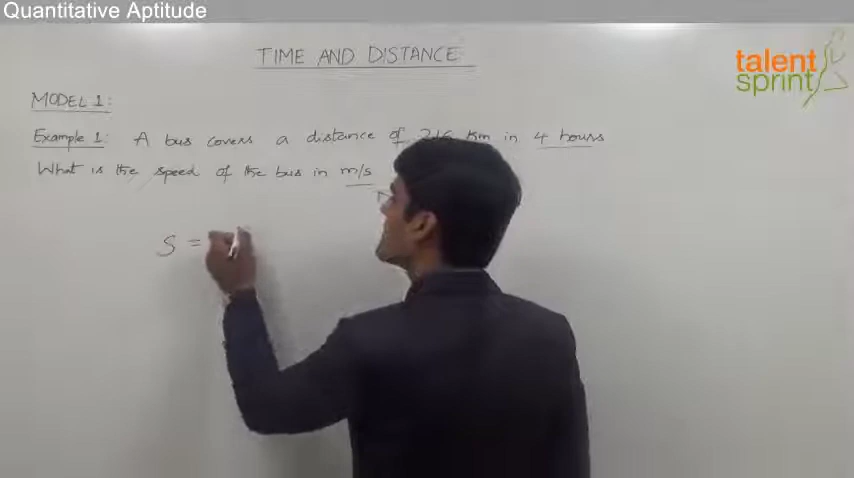 Quantitative Aptitude
TIME AND DISTANCE
talent
sprint
MODEL 1:
Example 1: A bus covers a distance of Km in 4 hours
What is the speed of the bus in m/s
S =